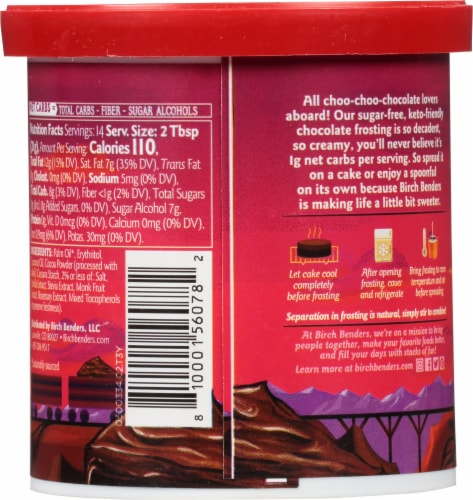 TOTAL CARBS - FIBER - SUGAR ALCOHOLS
Nutrition Facts Servings: 14 Serv. Size: 2 Tbsp
Amount Per Serving: Calories 110,
Fat 12g (15% DV), Sat. Fat 7g (35% DV), Trans Fat
Cholest. 0mg (0% DV), Sodium 5mg (0% DV),
Carb. 8g (3% DV), Fiber <1g (2% DV), Total Sugars
Added Sugars, 0% DV), Sugar Alcohol 7g,
Vit. D 0mcg (0% DV), Calcium 0mg (0% DV),
(6% DV), Potas. 30mg (0% DV).
INGREDIENTS: Palm Oil*, Erythritol,
Oil, Cocoa Powder (processed with
Cassava Starch, 2% or less of: Salt,
Stevia Extract, Monk Fruit
Rosemary Extract, Mixed Tocopherols
freshness).
Distributed by Birch Benders, LLC
CO 80027 • Birchbenders.com
sourced
8 10001 56078 2
All choo-choo-chocolate lovers
aboard! Our sugar-free, keto-friendly
chocolate frosting is so decadent,
so creamy, you'll never believe it's
1g net carbs per serving. So spread it
on a cake or enjoy a spoonful
on its own because Birch Benders
is making life a little bit sweeter.
Let cake cool
completely
before frosting
After opening
frosting, cover
and refrigerate
Bring frosting to room
temperature and stir
before spreading
Separation in frosting is natural, simply stir to combine!
At Birch Benders, we're on a mission to bring
people together, make your favorite foods better,
and fill your days with stacks of fun!
Learn more at birchbenders.com